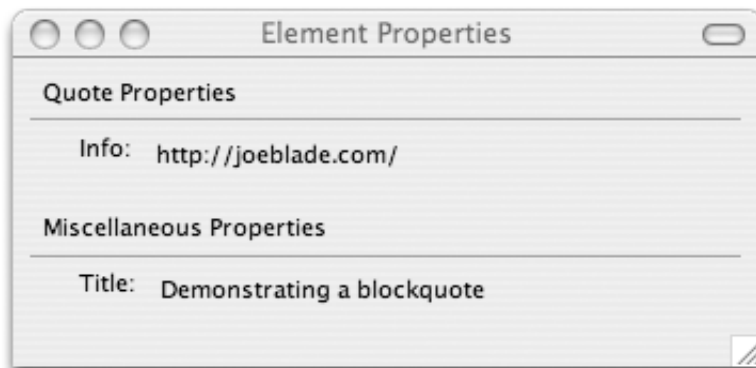 Element Properties
Quote Properties
Info: http://joeblade.com/
Miscellaneous Properties
Title: Demonstrating a blockquote